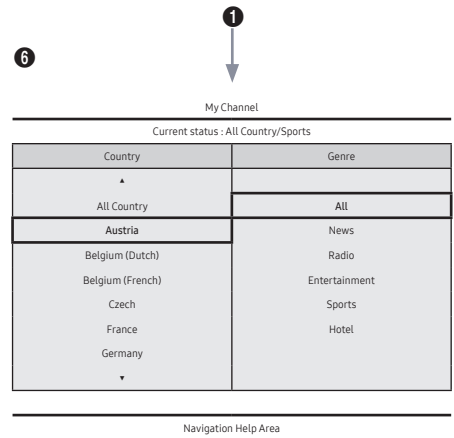 ❶
❻
My Channel
Current status : All Country/Sports
Country Genre
▲
All Country All
Austria News
Belgium (Dutch) Radio
Belgium (French) Entertainment
Czech Sports
France Hotel
Germany
▼
Navigation Help Area